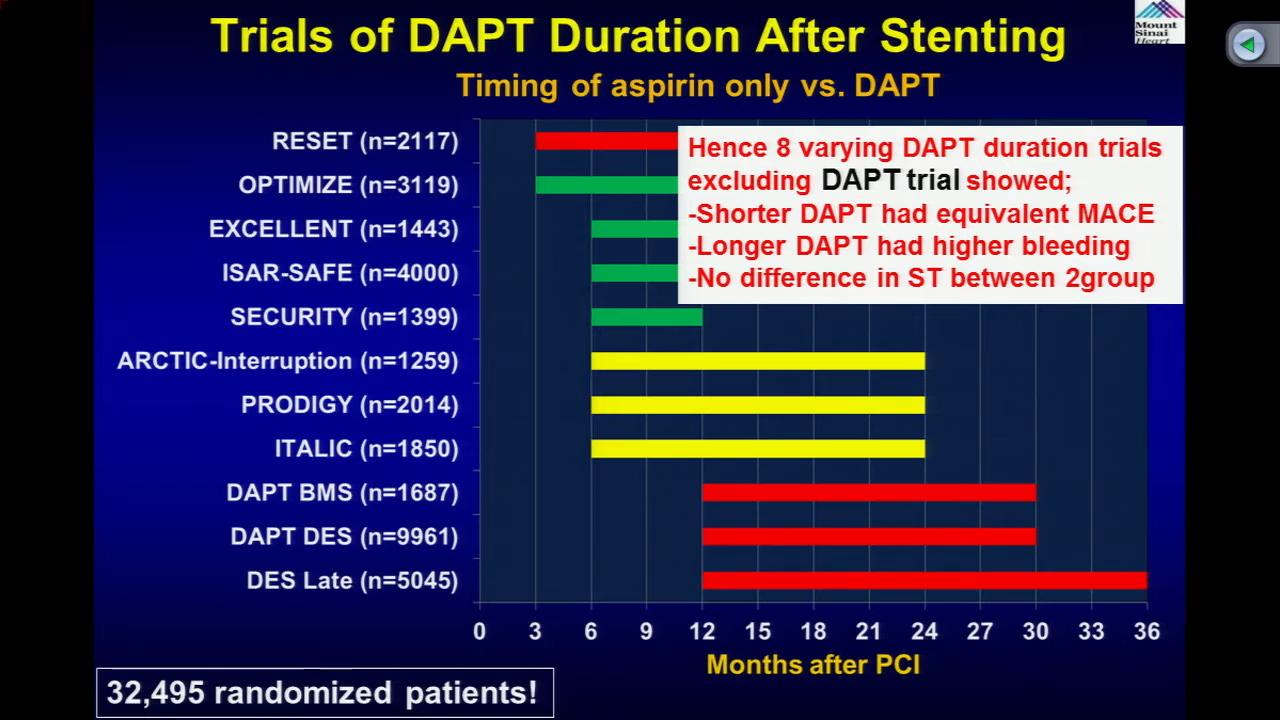 Trials of DAPT Duration After Stenting
Mount
Sinai
Heart
Timing of aspirin only vs. DAPT
RESET (n=2117)
OPTIMIZE (n=3119)
EXCELLENT (n=1443)
ISAR-SAFE (n=4000)
SECURITY (n=1399)
ARCTIC-Interruption (n=1259)
PRODIGY (n=2014)
ITALIC (n=1850)
DAPT BMS (n=1687)
DAPT DES (n=9961)
DES Late (n=5045)
Hence 8 varying DAPT duration trials
excluding DAPT trial showed;
-Shorter DAPT had equivalent MACE
-Longer DAPT had higher bleeding
-No difference in ST between 2group
0 3 6 9 12 15 18 21 24 27 30 33 36
Months after PCI
32,495 randomized patients!